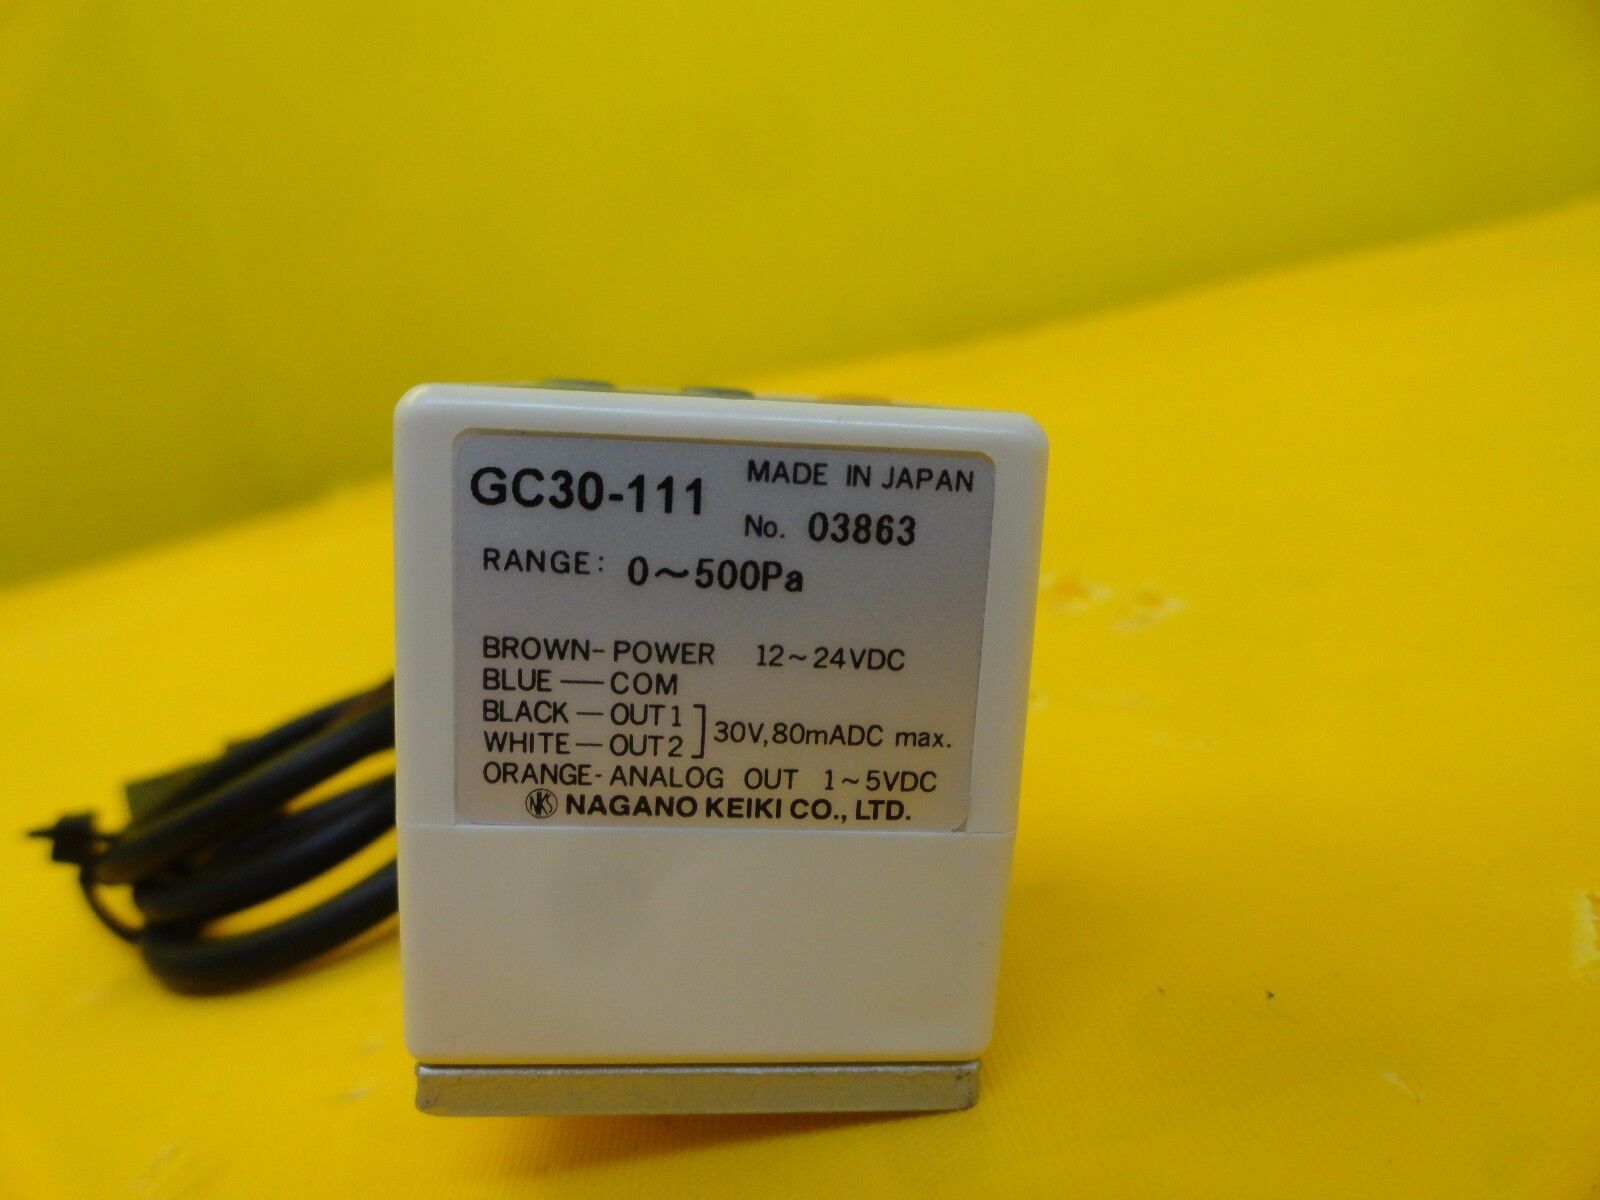 GC30-111 MADE IN JAPAN
No. 03863
RANGE: 0~500Pa
BROWN-POWER 12~24VDC
BLUE—COM
BLACK—OUT1
WHITE—OUT2
30V,80mADC max.
ORANGE-ANALOG OUT 1~5VDC
NKS NAGANO KEIKI CO., LTD.